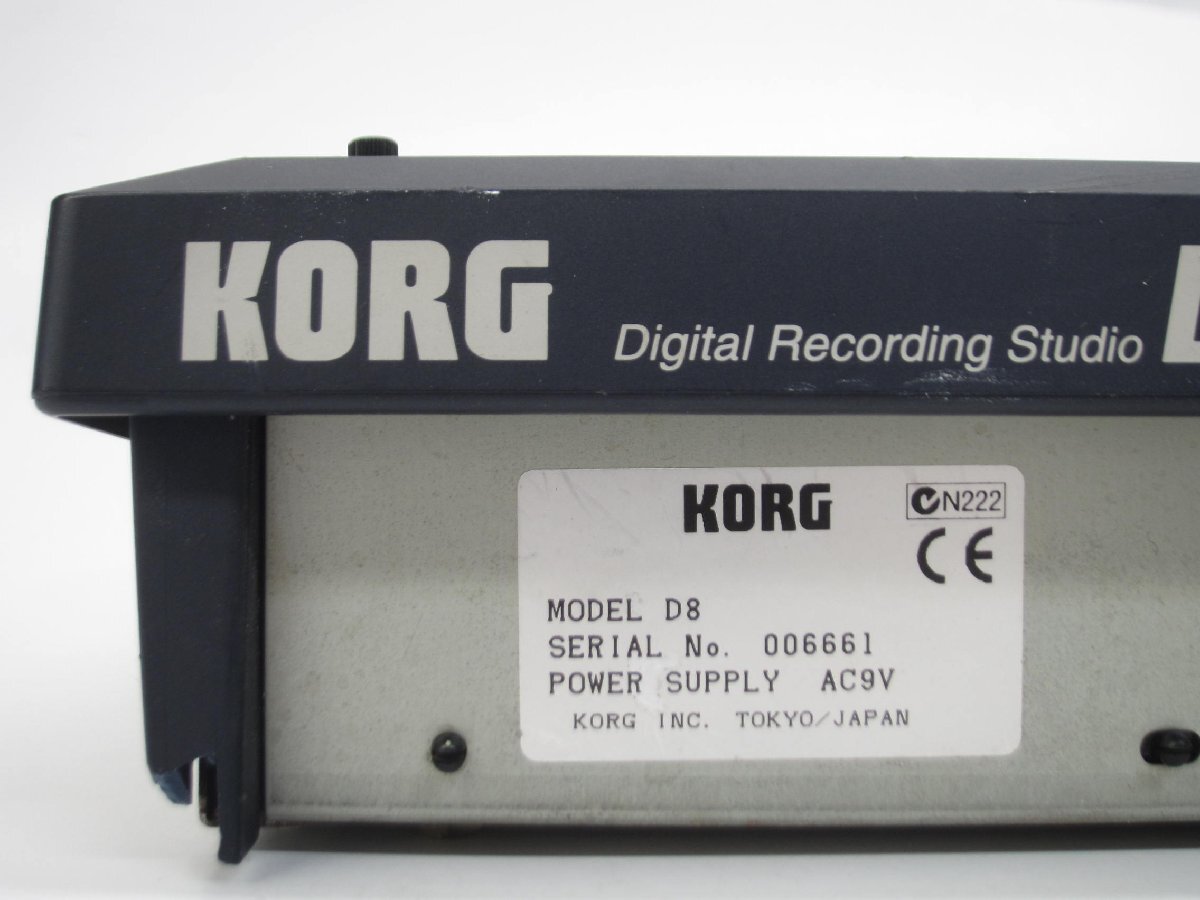 KORG
Digital Recording Studio
KORG
N222
CE
MODEL D8
SERIAL No. 006661
POWER SUPPLY AC9V
KORG INC. TOKYO/JAPAN